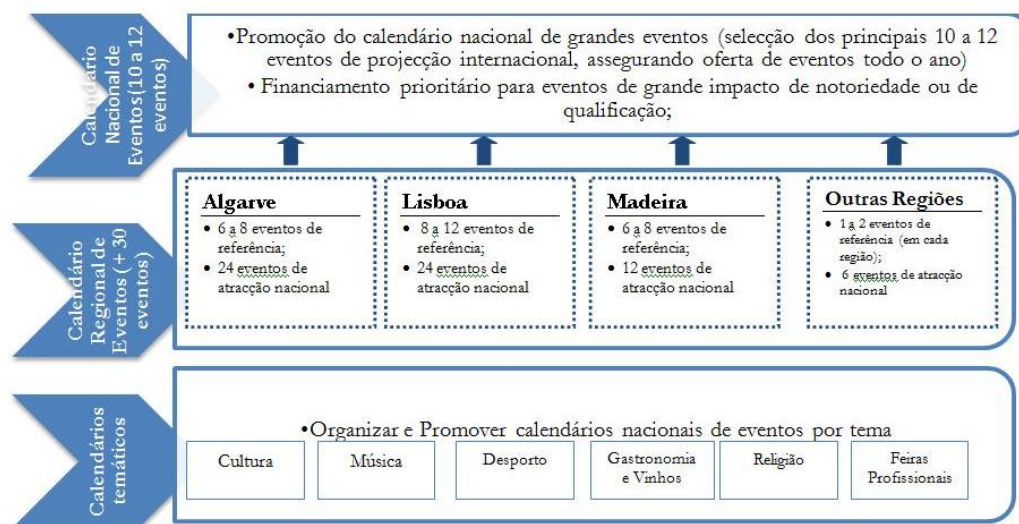 Calendário
Nacional de
Eventos(10 a 12
eventos)
•Promoção do calendário nacional de grandes eventos (selecção dos principais 10 a 12
eventos de projecção internacional, assegurando oferta de eventos todo o ano)
• Financiamento prioritário para eventos de grande impacto de notoriedade ou de
qualificação;
Calendário
Regional de
Eventos (+ 30
eventos)
Algarve
• 6 a 8 eventos de
referência;
• 24 eventos de
atracção nacional
Lisboa
• 8 a 12 eventos de
referência;
• 24 eventos de
atracção nacional
Madeira
• 6 a 8 eventos de
referência;
• 12 eventos de
atracção nacional
Outras Regiões
• 1 a 2 eventos de
referência (em cada
região);
• 6 eventos de atracção
nacional
Calendários
temáticos
•Organizar e Promover calendários nacionais de eventos por tema
Cultura
Música
Desporto
Gastronomia
e Vinhos
Religião
Feiras
Profissionais